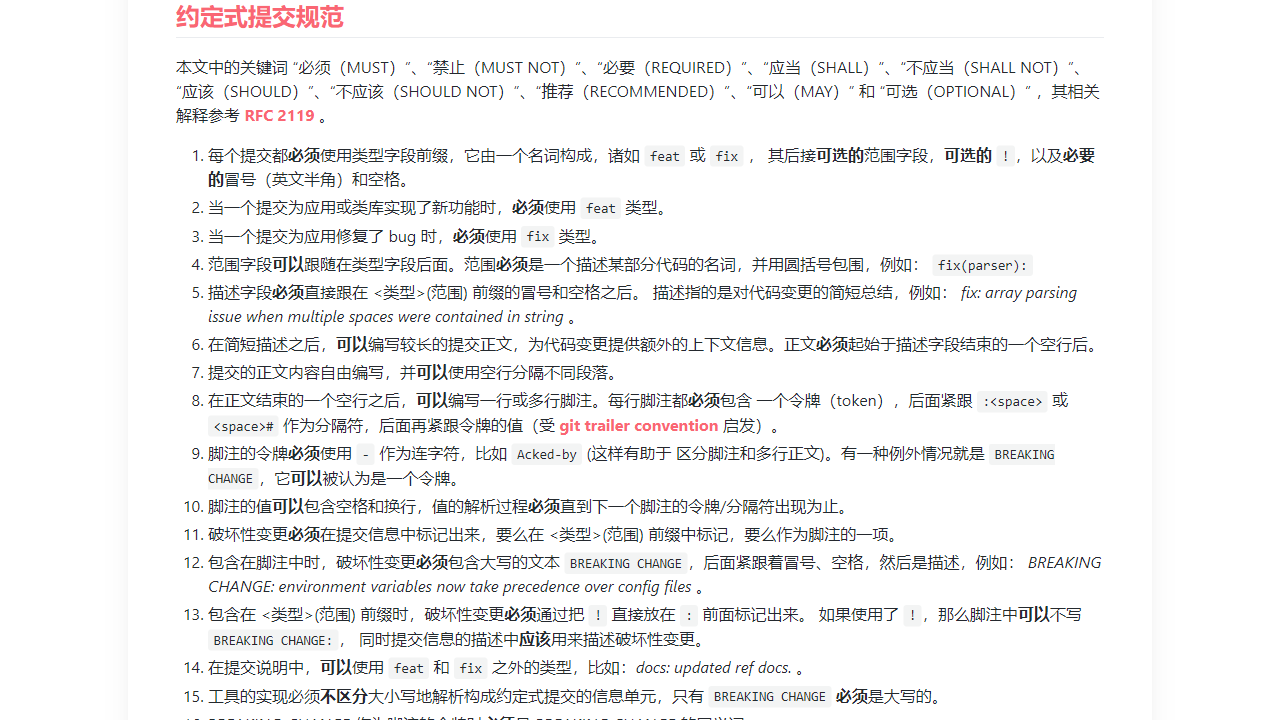 约定式提交规范
本文中的关键词 “必须（MUST）”、“禁止（MUST NOT）”、“必要（REQUIRED）”、“应当（SHALL）”、“不应当（SHALL NOT）”、
“应该（SHOULD）”、“不应该（SHOULD NOT）”、“推荐（RECOMMENDED）”、“可以（MAY）” 和 “可选（OPTIONAL）” ，其相关
解释参考 RFC 2119 。
1. 每个提交都必须使用类型字段前缀，它由一个名词构成，诸如 feat 或 fix ， 其后接可选的范围字段，可选的 !，以及必要
的冒号（英文半角）和空格。
2. 当一个提交为应用或类库实现了新功能时，必须使用 feat 类型。
3. 当一个提交为应用修复了 bug 时，必须使用 fix 类型。
4. 范围字段可以跟随在类型字段后面。范围必须是一个描述某部分代码的名词，并用圆括号包围，例如： fix(parser):
5. 描述字段必须直接跟在 <类型>(范围) 前缀的冒号和空格之后。 描述指的是对代码变更的简短总结，例如： fix: array parsing
issue when multiple spaces were contained in string 。
6. 在简短描述之后，可以编写较长的提交正文，为代码变更提供额外的上下文信息。正文必须起始于描述字段结束的一个空行后。
7. 提交的正文内容自由编写，并可以使用空行分隔不同段落。
8. 在正文结束的一个空行之后，可以编写一行或多行脚注。每行脚注都必须包含 一个令牌（token），后面紧跟 :<space> 或
<space># 作为分隔符，后面再紧跟令牌的值（受 git trailer convention 启发）。
9. 脚注的令牌必须使用 - 作为连字符，比如 Acked-by (这样有助于 区分脚注和多行正文)。有一种例外情况就是 BREAKING
CHANGE，它可以被认为是一个令牌。
10. 脚注的值可以包含空格和换行，值的解析过程必须直到下一个脚注的令牌/分隔符出现为止。
11. 破坏性变更必须在提交信息中标记出来，要么在 <类型>(范围) 前缀中标记，要么作为脚注的一项。
12. 包含在脚注中时，破坏性变更必须包含大写的文本 BREAKING CHANGE，后面紧跟着冒号、空格，然后是描述，例如： BREAKING
CHANGE: environment variables now take precedence over config files 。
13. 包含在 <类型>(范围) 前缀时，破坏性变更必须通过把 ! 直接放在 : 前面标记出来。 如果使用了 !，那么脚注中可以不写
BREAKING CHANGE:， 同时提交信息的描述中应该用来描述破坏性变更。
14. 在提交说明中，可以使用 feat 和 fix 之外的类型，比如：docs: updated ref docs. 。
15. 工具的实现必须不区分大小写地解析构成约定式提交的信息单元，只有 BREAKING CHANGE 必须是大写的。